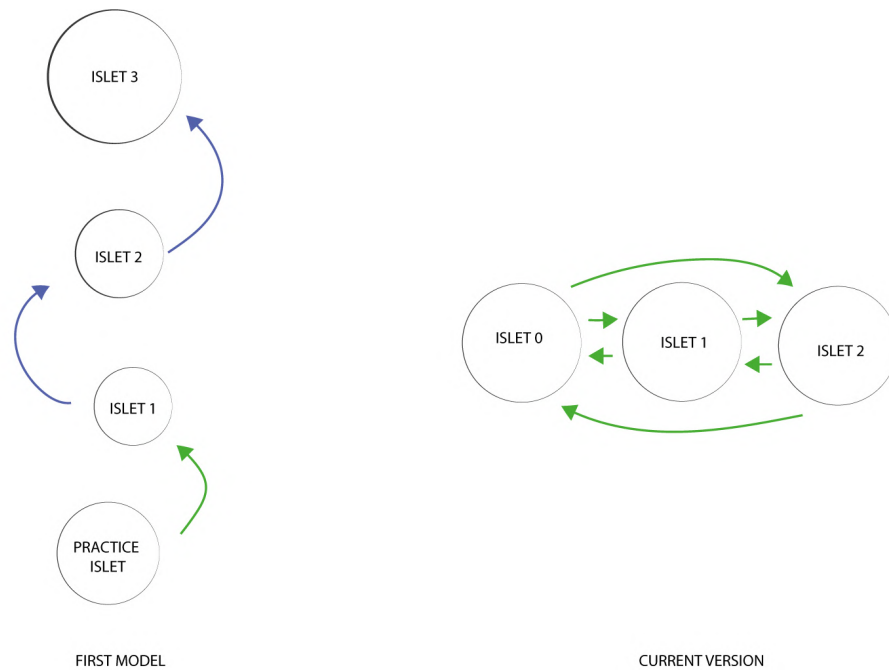 ISLET 3
ISLET 2
ISLET 1
PRACTICE
ISLET
FIRST MODEL
ISLET 0
ISLET 1
ISLET 2
CURRENT VERSION